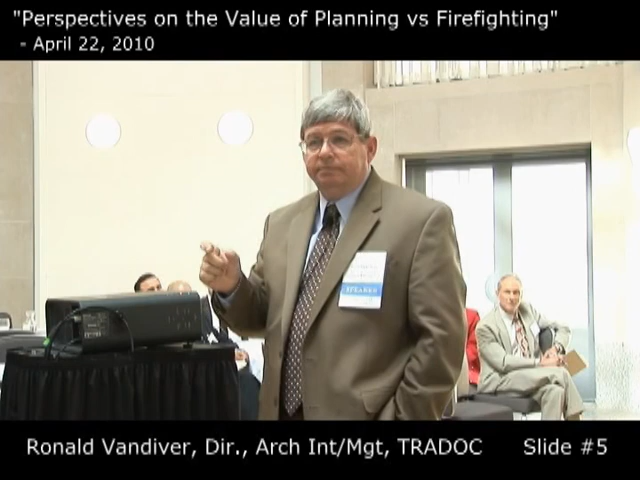 "Perspectives on the Value of Planning vs Firefighting"
- April 22, 2010
SPEAKER
Ronald Vandiver, Dir., Arch Int/Mgt, TRADOC Slide #5